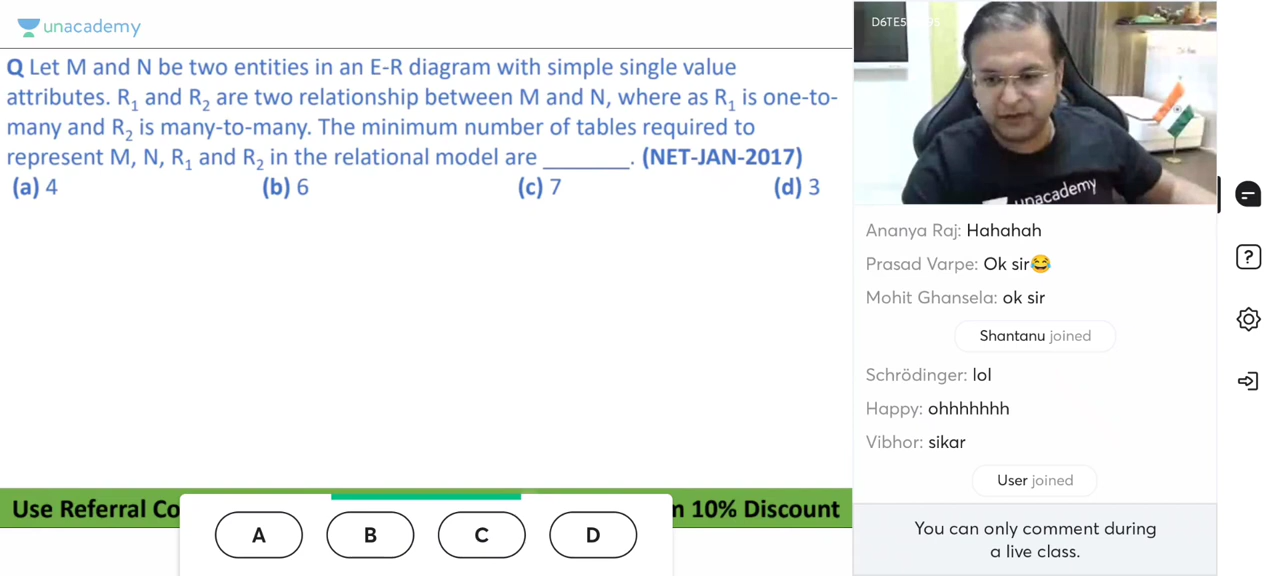 unacademy
Q Let M and N be two entities in an E-R diagram with simple single value
attributes. R1 and R2 are two relationship between M and N, where as R1 is one-to-
many and R2 is many-to-many. The minimum number of tables required to
represent M, N, R1 and R2 in the relational model are ________. (NET-JAN-2017)
(a) 4 (b) 6 (c) 7 (d) 3
Use Referral Co
10% Discount
A B C D
unacademy
Ananya Raj: Hahahah
Prasad Varpe: Ok sir😂
Mohit Ghansela: ok sir
Shantanu joined
Schrödinger: lol
Happy: ohhhhhhh
Vibhor: sikar
User joined
You can only comment during
a live class.